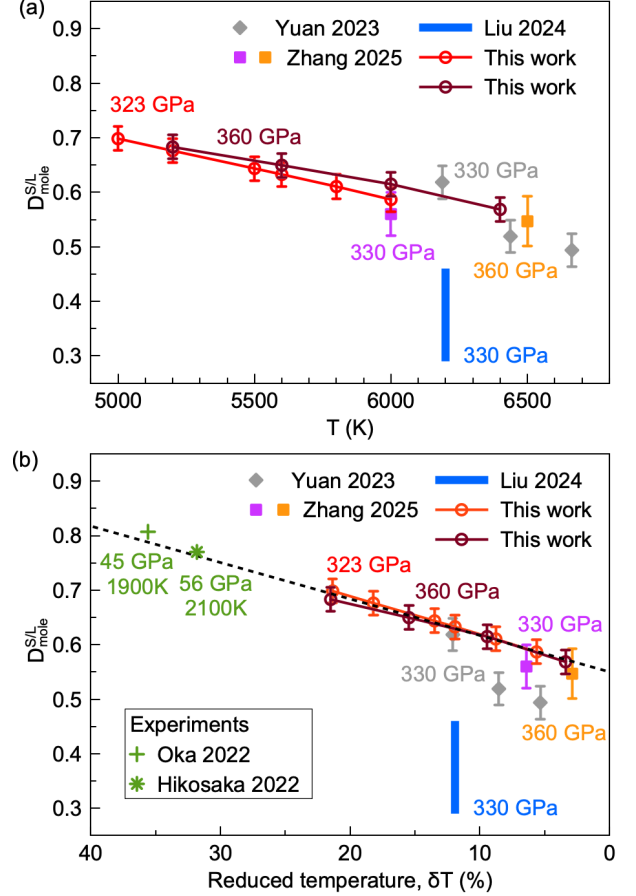 (a)
Yuan 2023
Liu 2024
Zhang 2025
This work
This work
323 GPa
360 GPa
330 GPa
330 GPa
360 GPa
330 GPa
0.9
0.8
0.7
0.6
0.5
0.4
0.3
D S/L mole
5000 5500 6000 6500
T (K)
(b)
Yuan 2023
Liu 2024
Zhang 2025
This work
This work
45 GPa
1900K
56 GPa
2100K
323 GPa
360 GPa
330 GPa
330 GPa
360 GPa
330 GPa
Experiments
Oka 2022
Hikosaka 2022
0.9
0.8
0.7
0.6
0.5
0.4
0.3
D S/L mole
40 30 20 10 0
Reduced temperature, δT (%)